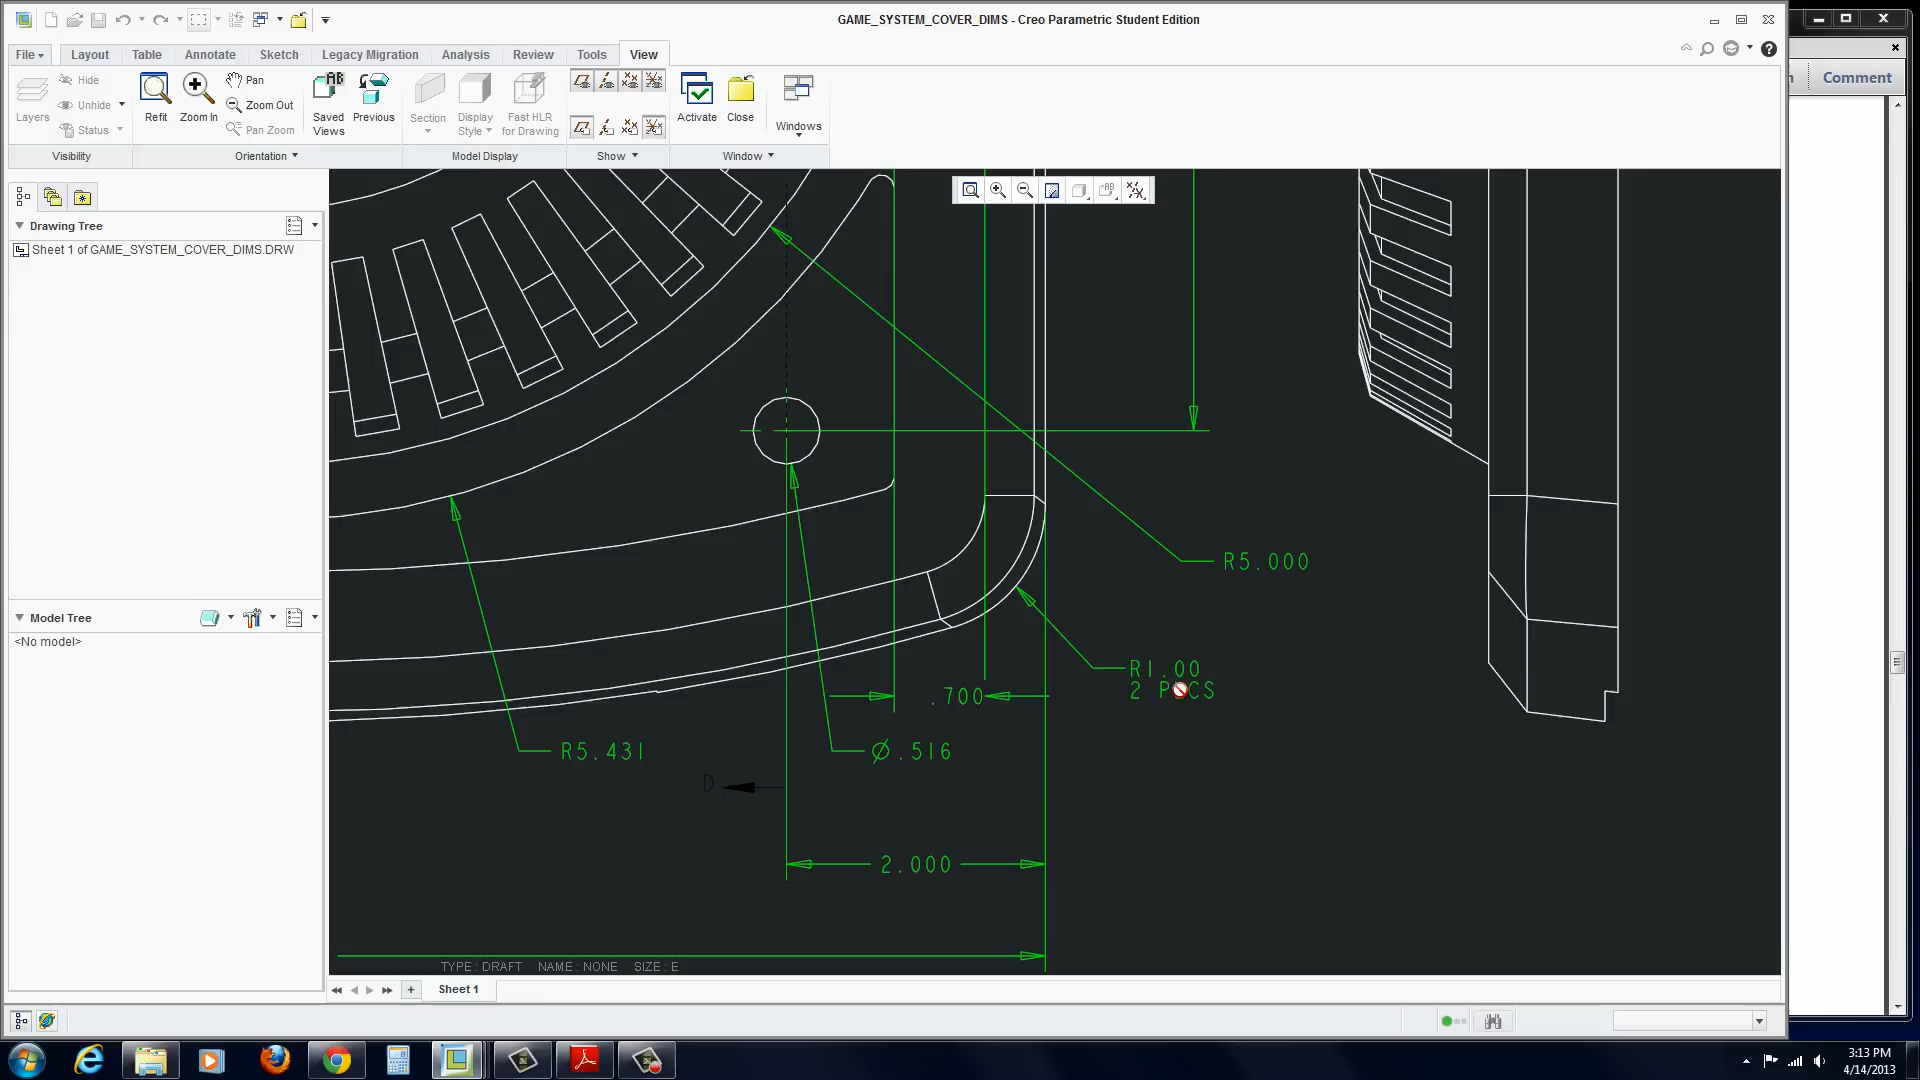 GAME_SYSTEM_COVER_DIMS - Creo Parametric Student Edition
File
Layout
Table
Annotate
Sketch
Legacy Migration
Analysis
Review
Tools
View
Comment
Layers
Hide
Unhide
Status
Refit
Zoom In
Pan
Zoom Out
Pan Zoom
Saved Views
Previous
Section
Display Style
Fast HLR for Drawing
Activate
Close
Windows
Visibility
Orientation
Model Display
Show
Window
Drawing Tree
Sheet 1 of GAME_SYSTEM_COVER_DIMS.DRW
Model Tree
<No model>
R5.000
R1.00
2
.700
R5.431
Ø.516
D
2.000
TYPE : DRAFT NAME : NONE SIZE : E
Sheet 1
3:13 PM
4/14/2013